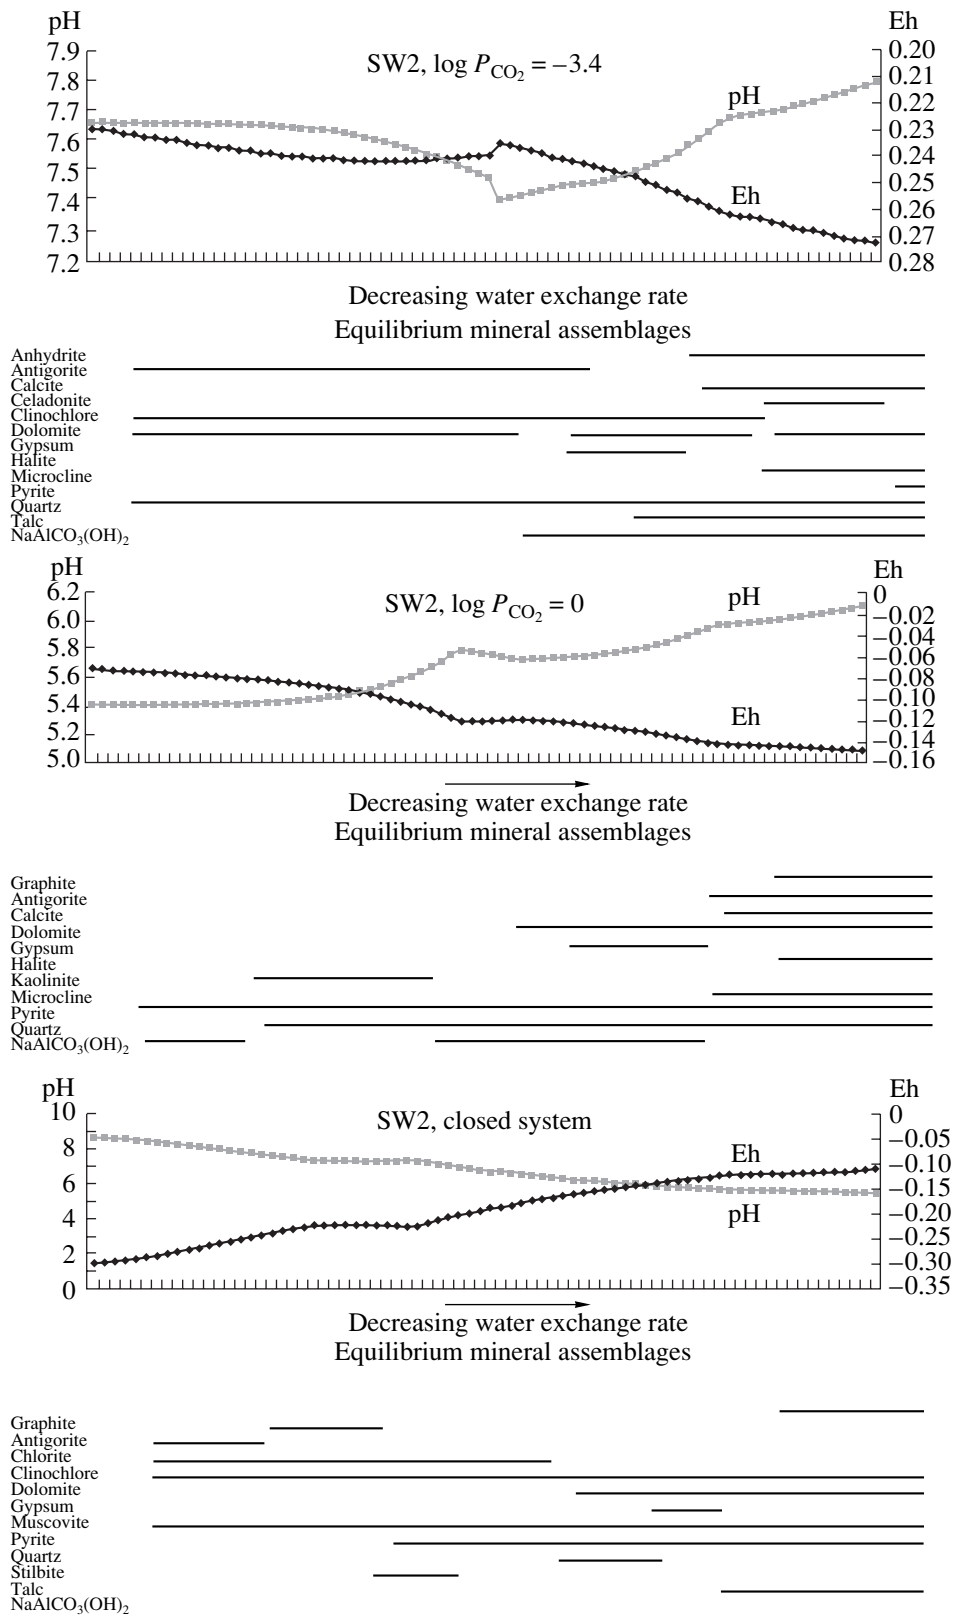 pH
Eh
SW2, log P_CO2 = –3.4
7.9
7.8
7.7
7.6
7.5
7.4
7.3
7.2
0.20
0.21
0.22
0.23
0.24
0.25
0.26
0.27
0.28
pH
Eh
Decreasing water exchange rate
Equilibrium mineral assemblages
Anhydrite
Antigorite
Calcite
Celadonite
Clinochlore
Dolomite
Gypsum
Halite
Microcline
Pyrite
Quartz
Talc
NaAlCO3(OH)2
pH
Eh
SW2, log P_CO2 = 0
6.2
6.0
5.8
5.6
5.4
5.2
5.0
0
–0.02
–0.04
–0.06
–0.08
–0.10
–0.12
–0.14
–0.16
pH
Eh
Decreasing water exchange rate
Equilibrium mineral assemblages
Graphite
Antigorite
Calcite
Dolomite
Gypsum
Halite
Kaolinite
Microcline
Pyrite
Quartz
NaAlCO3(OH)2
pH
Eh
SW2, closed system
10
8
6
4
2
0
0
–0.05
–0.10
–0.15
–0.20
–0.25
–0.30
–0.35
Eh
pH
Decreasing water exchange rate
Equilibrium mineral assemblages
Graphite
Antigorite
Chlorite
Clinochlore
Dolomite
Gypsum
Muscovite
Pyrite
Quartz
Stilbite
Talc
NaAlCO3(OH)2